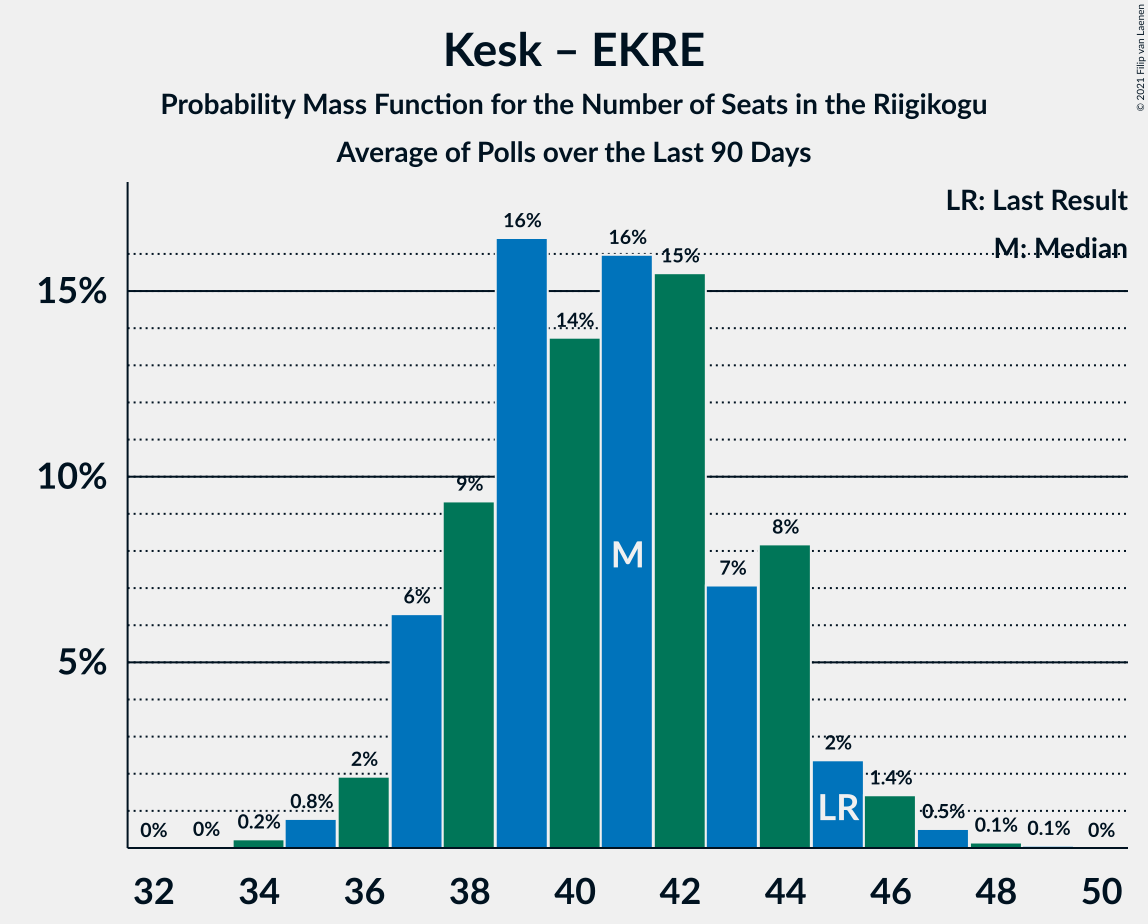 Kesk – EKRE
Probability Mass Function for the Number of Seats in the Riigikogu
Average of Polls over the Last 90 Days
© 2021 Filip van Laenen
LR: Last Result
M: Median
15%
10%
5%
0%
0%
0.2%
0.8%
2%
6%
9%
16%
14%
16%
15%
7%
8%
2%
1.4%
0.5%
0.1%
0.1%
0%
M
LR
32 34 36 38 40 42 44 46 48 50